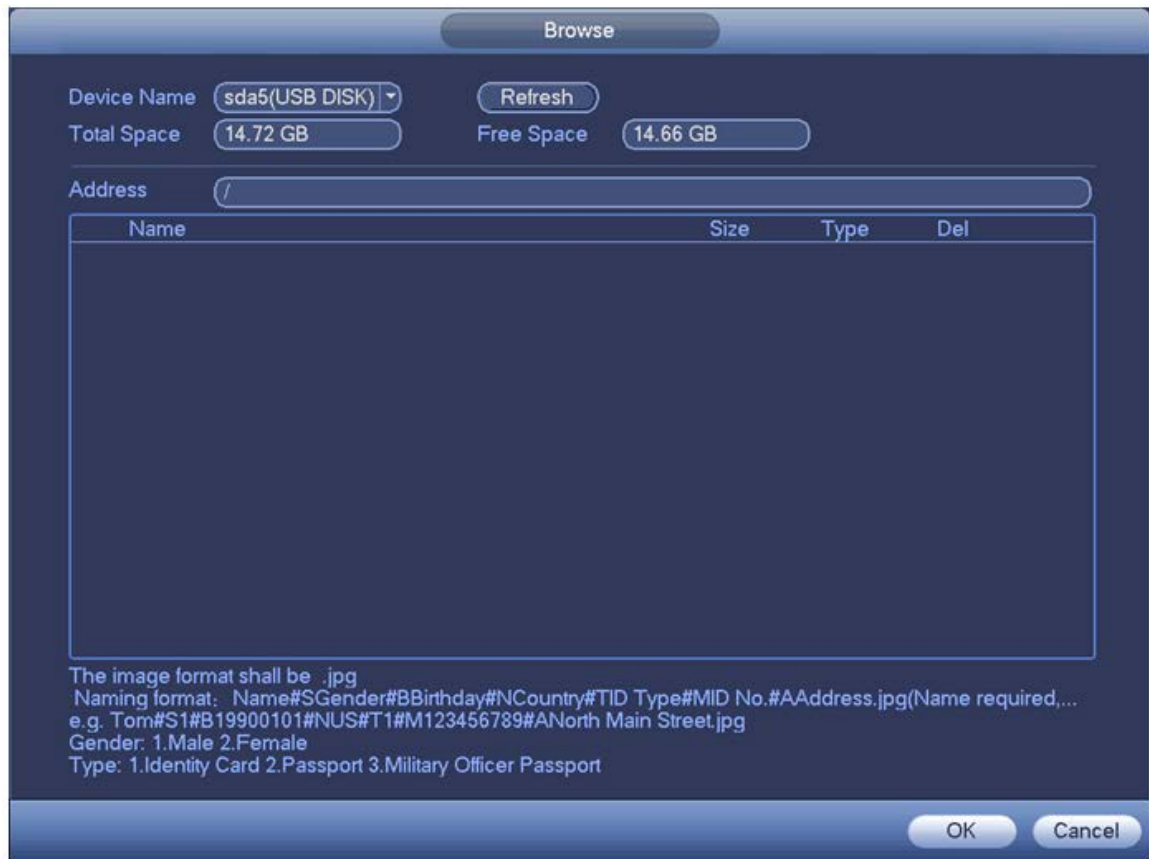 Browse
Device Name sda5(USB DISK) Refresh
Total Space 14.72 GB Free Space 14.66 GB
Address /
Name Size Type Del
The image format shall be .jpg
Naming format: Name#SGender#BBirthday#NCountry#TID Type#MID No.#AAddress.jpg(Name required,...
e.g. Tom#S1#B19900101#NUS#T1#M123456789#ANorth Main Street.jpg
Gender: 1.Male 2.Female
Type: 1.Identity Card 2.Passport 3.Military Officer Passport
OK Cancel